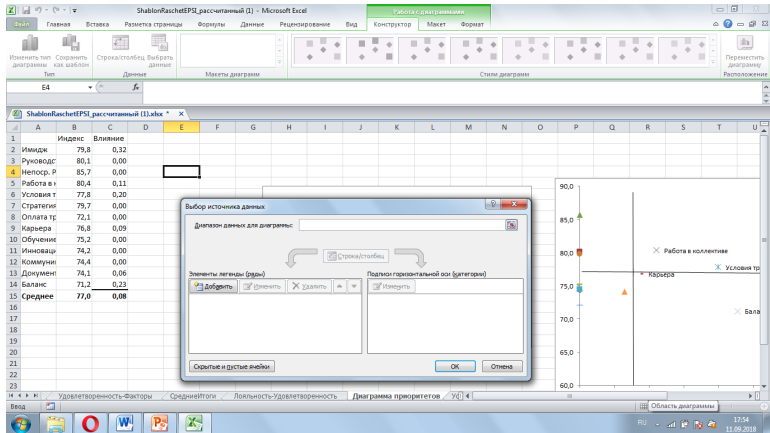 ShablonRaschetEPSI_рассчитанный (1) - Microsoft Excel
Работа с диаграммами
Файл Главная Вставка Разметка страницы Формулы Данные Рецензирование Вид Конструктор Макет Формат
Изменить тип диаграммы Сохранить как шаблон Строка/столбец Выбрать данные Переместить диаграмму
Тип Данные Макеты диаграмм Стили диаграмм Расположение
E4 fx
ShablonRaschetEPSI_рассчитанный (1).xlsx *
A B C D E F G H I J K L M N O P Q R S T U
1 Индекс Влияние
2 Имидж 79,8 0,32
3 Руководс 80,1 0,00
4 Непоср. Р 85,7 0,00
5 Работа в к 80,4 0,11
6 Условия т 77,8 0,20
7 Стратегия 79,7 0,00
8 Оплата тр 72,1 0,00
9 Карьера 76,8 0,09
10 Обучение 75,2 0,00
11 Инноваци 74,2 0,00
12 Коммуни 74,4 0,00
13 Документ 74,1 0,06
14 Баланс 71,2 0,23
15 Среднее 77,0 0,08
16
17
18
19
20
21
22
23
Выбор источника данных
Диапазон данных для диаграммы:
Строка/столбец
Элементы легенды (ряды)
Подписи горизонтальной оси (категории)
Добавить Изменить Удалить
Изменить
Скрытые и пустые ячейки
OK Отмена
90,0
85,0
80,0
75,0
70,0
65,0
60,0
Работа в коллективе
Условия тр
Карьера
Бала
Удовлетворенность-Факторы СредниеИтоги Лояльность-Удовлетворенность Диаграмма приоритетов
Ввод
Область диаграммы
RU
17:54
11.09.2018